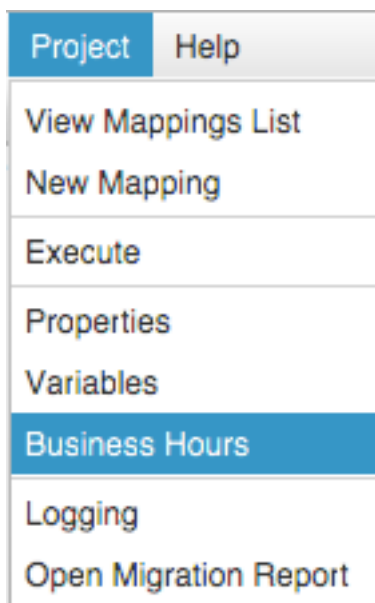 Project Help
View Mappings List
New Mapping
Execute
Properties
Variables
Business Hours
Logging
Open Migration Report